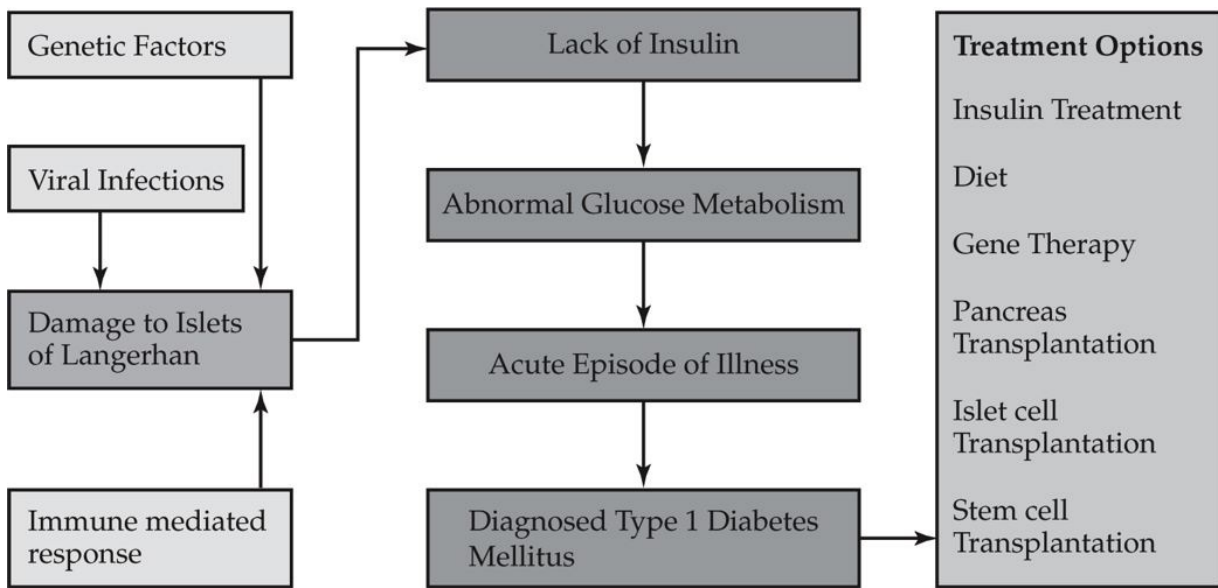 Genetic Factors
Viral Infections
Damage to Islets
of Langerhan
Immune mediated
response
Lack of Insulin
Abnormal Glucose Metabolism
Acute Episode of Illness
Diagnosed Type 1 Diabetes
Mellitus
Treatment Options
Insulin Treatment
Diet
Gene Therapy
Pancreas
Transplantation
Islet cell
Transplantation
Stem cell
Transplantation